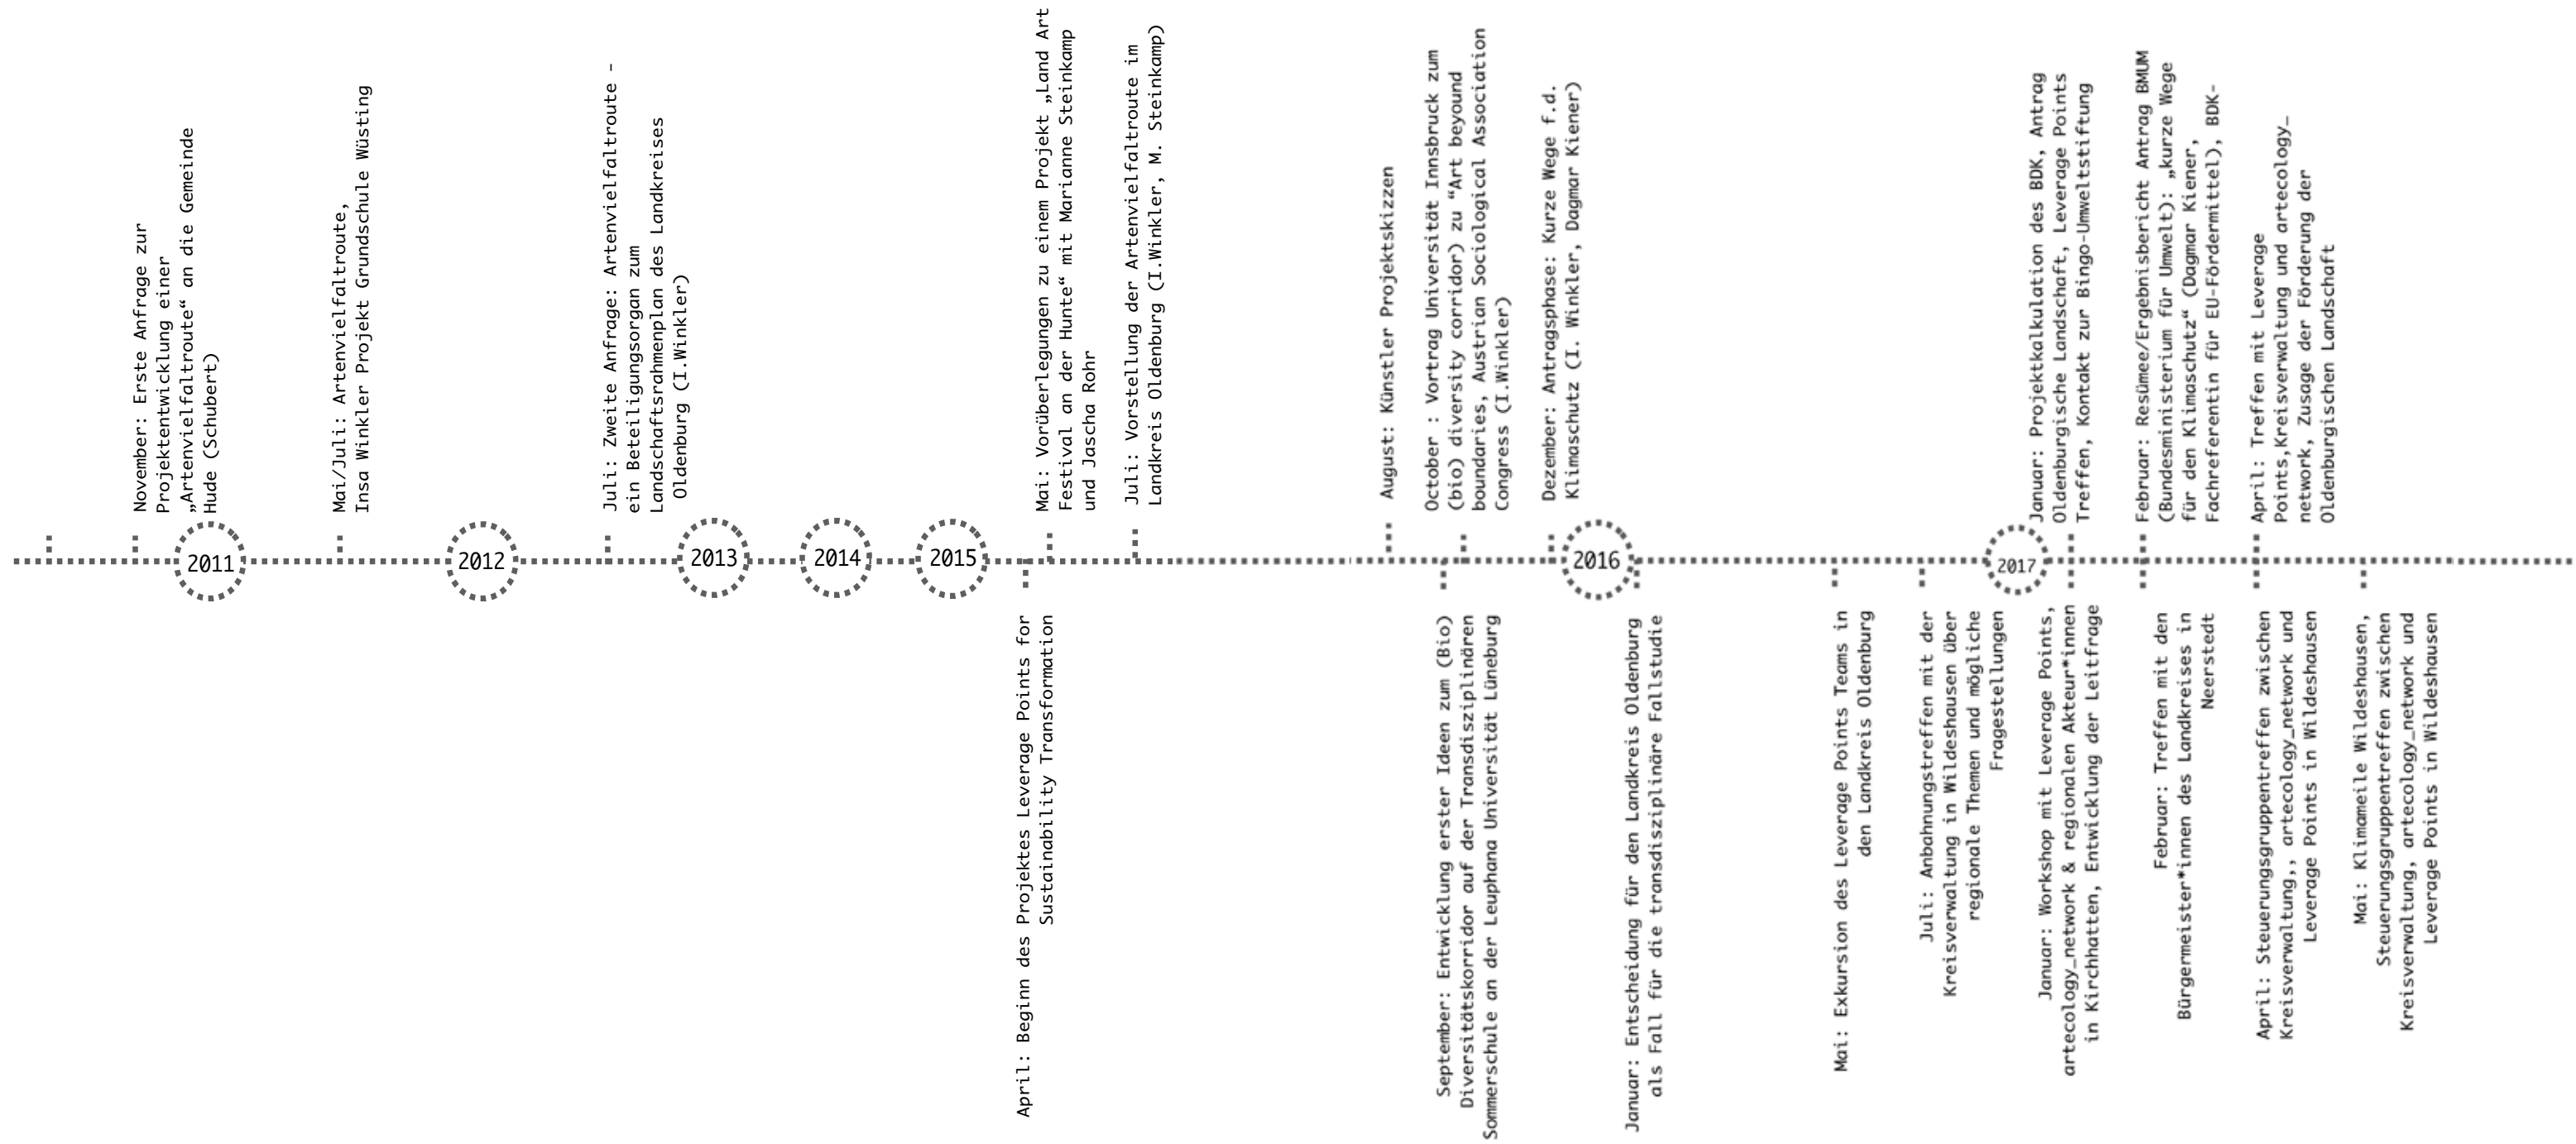 November: Erste Anfrage zur
Projektentwicklung einer
„Artenvielfaltroute“ an die Gemeinde
Hude (Schubert)
2011
Mai/Juli: Artenvielfaltroute,
Insa Winkler Projekt Grundschule Wüsting
2012
Juli: Zweite Anfrage: Artenvielfaltroute -
ein Beteiligungsorgan zum
Landschaftsrahmenplan des Landkreises
Oldenburg (I.Winkler)
2013
2014
2015
April: Beginn des Projektes Leverage Points for
Sustainability Transformation
Mai: Vorüberlegungen zu einem Projekt „Land Art
Festival an der Hunte“ mit Marianne Steinkamp
und Jascha Rohr
Juli: Vorstellung der Artenvielfaltroute im
Landkreis Oldenburg (I.Winkler, M. Steinkamp)
August: Künstler Projektskizzen
September: Entwicklung erster Ideen zum (Bio)
Diversitätskorridor auf der Transdisziplinären
Sommerschule an der Leuphana Universität Lüneburg
October : Vortrag Universität Innsbruck zum
(bio) diversity corridor) zu “Art beyound
boundaries, Austrian Sociological Association
Congress (I.Winkler)
Dezember: Antragsphase: Kurze Wege f.d.
Klimaschutz (I. Winkler, Dagmar Kiener)
2016
Januar: Entscheidung für den Landkreis Oldenburg
als Fall für die transdisziplinäre Fallstudie
Mai: Exkursion des Leverage Points Teams in
den Landkreis Oldenburg
Juli: Anbahnungstreffen mit der
Kreisverwaltung in Wildeshausen über
regionale Themen und mögliche
Fragestellungen
2017
Januar: Projektkalkulation des BDK, Antrag
Oldenburgische Landschaft, Leverage Points
Treffen, Kontakt zur Bingo-Umweltstiftung
Januar: Workshop mit Leverage Points,
artecology_network & regionalen Akteur*innen
in Kirchhatten, Entwicklung der Leitfrage
Februar: Resümee/Ergebnisbericht Antrag BMUM
(Bundesministerium für Umwelt): „kurze Wege
für den Klimaschutz“ (Dagmar Kiener,
Fachreferentin für EU-Fördermittel), BDK-
Februar: Treffen mit den
Bürgermeister*innen des Landkreises in
Neerstedt
April: Treffen mit Leverage
Points,Kreisverwaltung und artecology_
network, Zusage der Förderung der
Oldenburgischen Landschaft
April: Steuerungsgruppentreffen zwischen
Kreisverwaltung,, artecology_network und
Leverage Points in Wildeshausen
Mai: Klimameile Wildeshausen,
Steuerungsgruppentreffen zwischen
Kreisverwaltung, artecology_network und
Leverage Points in Wildeshausen